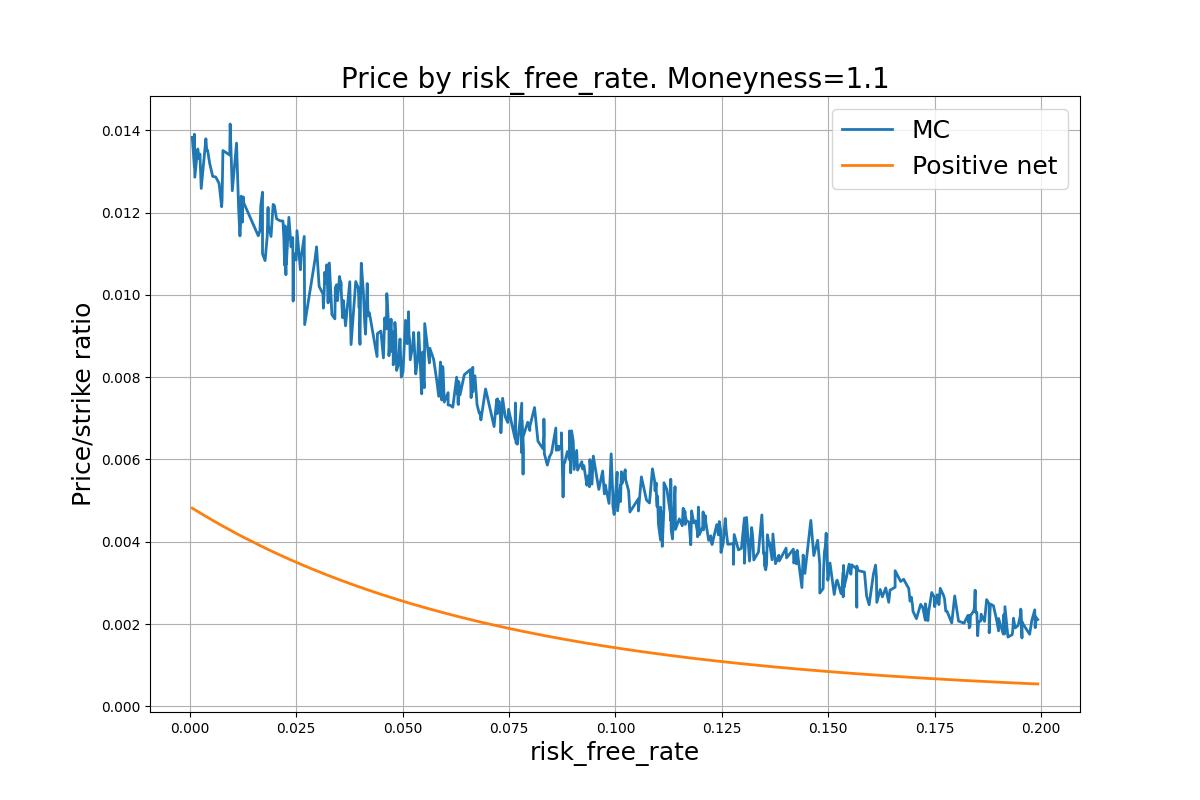 Price by risk_free_rate. Moneyness=1.1
MC
Positive net
Price/strike ratio
0.014
0.012
0.010
0.008
0.006
0.004
0.002
0.000
0.000 0.025 0.050 0.075 0.100 0.125 0.150 0.175 0.200
risk_free_rate